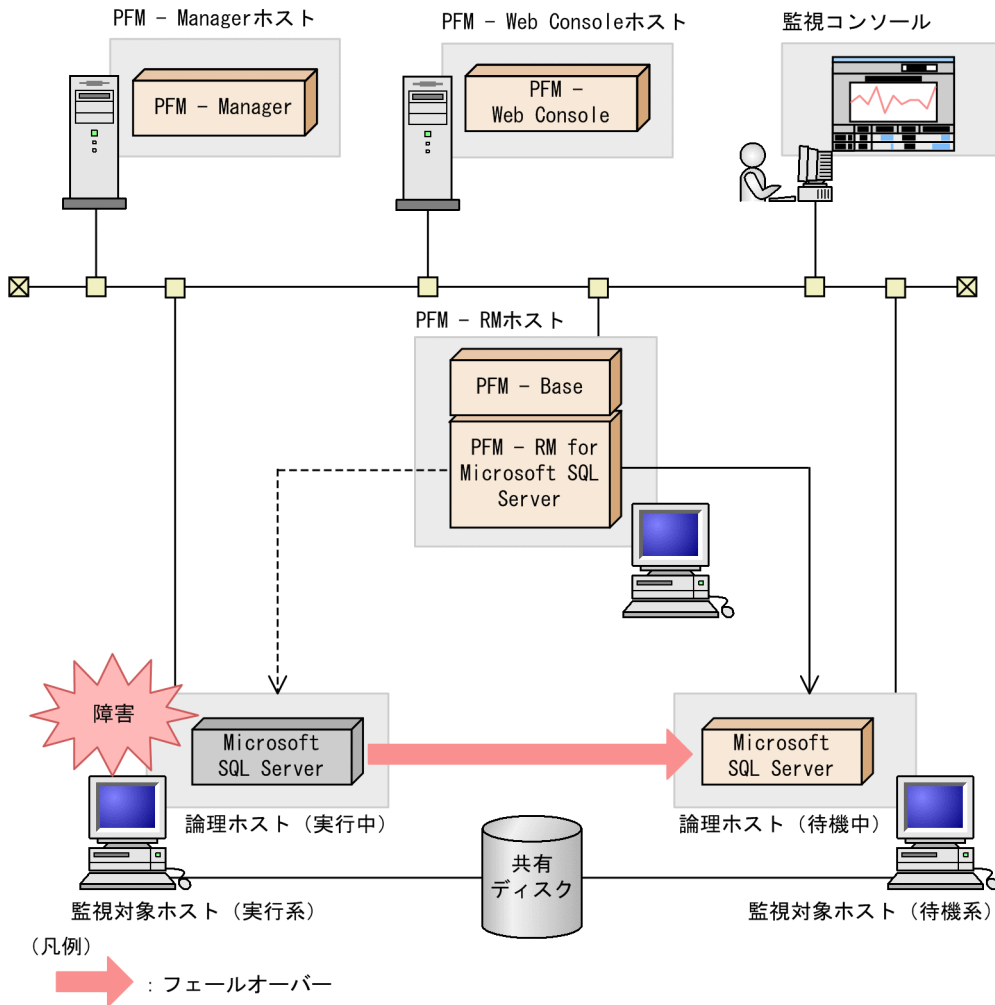 PFM - Managerホスト
PFM - Web Consoleホスト
監視コンソール
PFM - Manager
PFM -
Web Console
PFM - RMホスト
PFM - Base
PFM - RM for
Microsoft SQL
Server
障害
Microsoft
SQL Server
Microsoft
SQL Server
論理ホスト（実行中）
論理ホスト（待機中）
共有
ディスク
監視対象ホスト（実行系）
監視対象ホスト（待機系）
（凡例）
：フェールオーバー